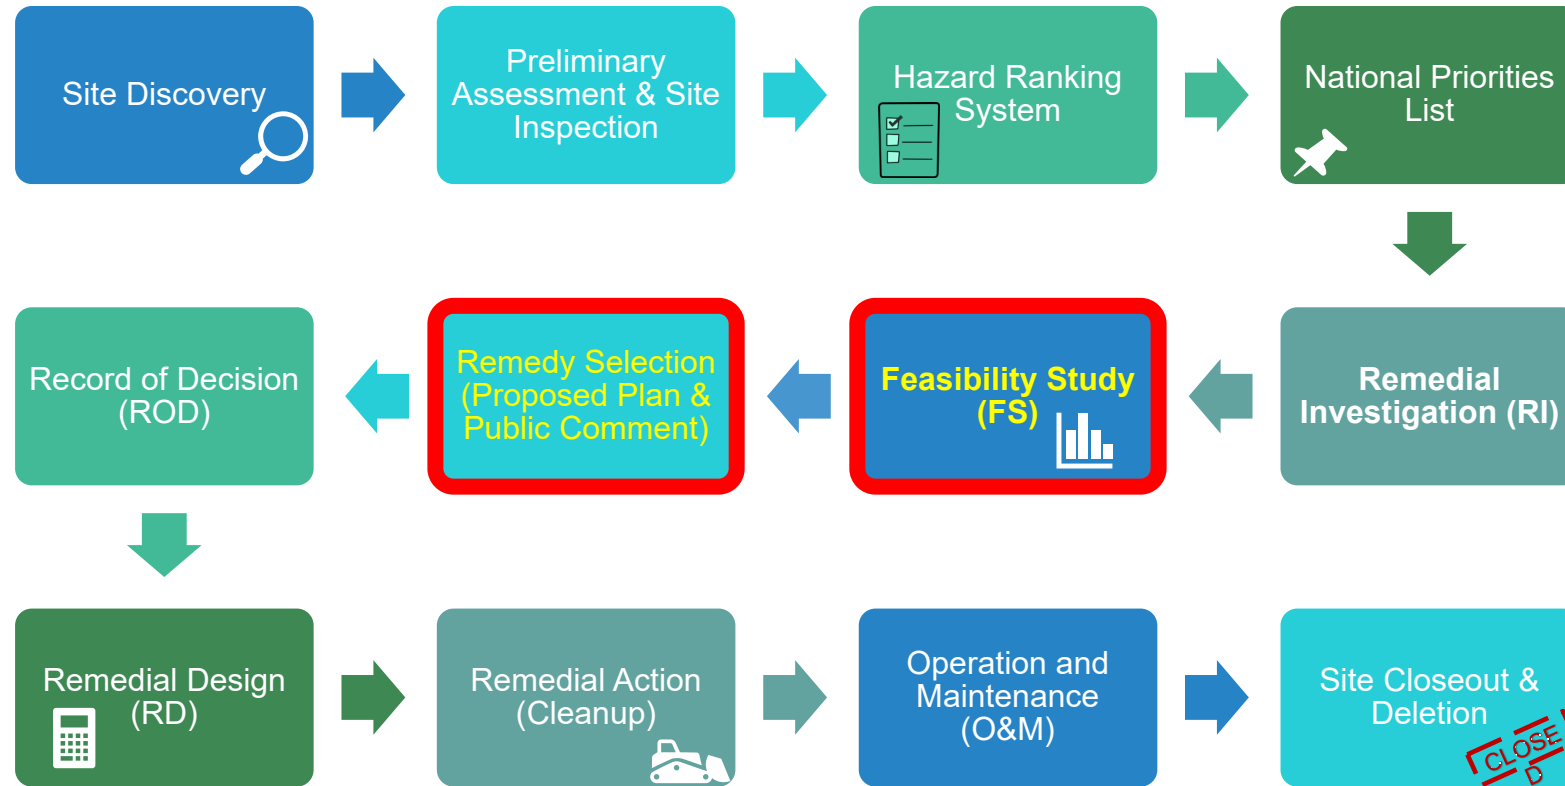 Site Discovery
Preliminary
Assessment & Site
Inspection
Hazard Ranking
System
National Priorities
List
Record of Decision
(ROD)
Remedy Selection
(Proposed Plan &
Public Comment)
Feasibility Study
(FS)
Remedial
Investigation (RI)
Remedial Design
(RD)
Remedial Action
(Cleanup)
Operation and
Maintenance
(O&M)
Site Closeout &
Deletion
CLOSE
D